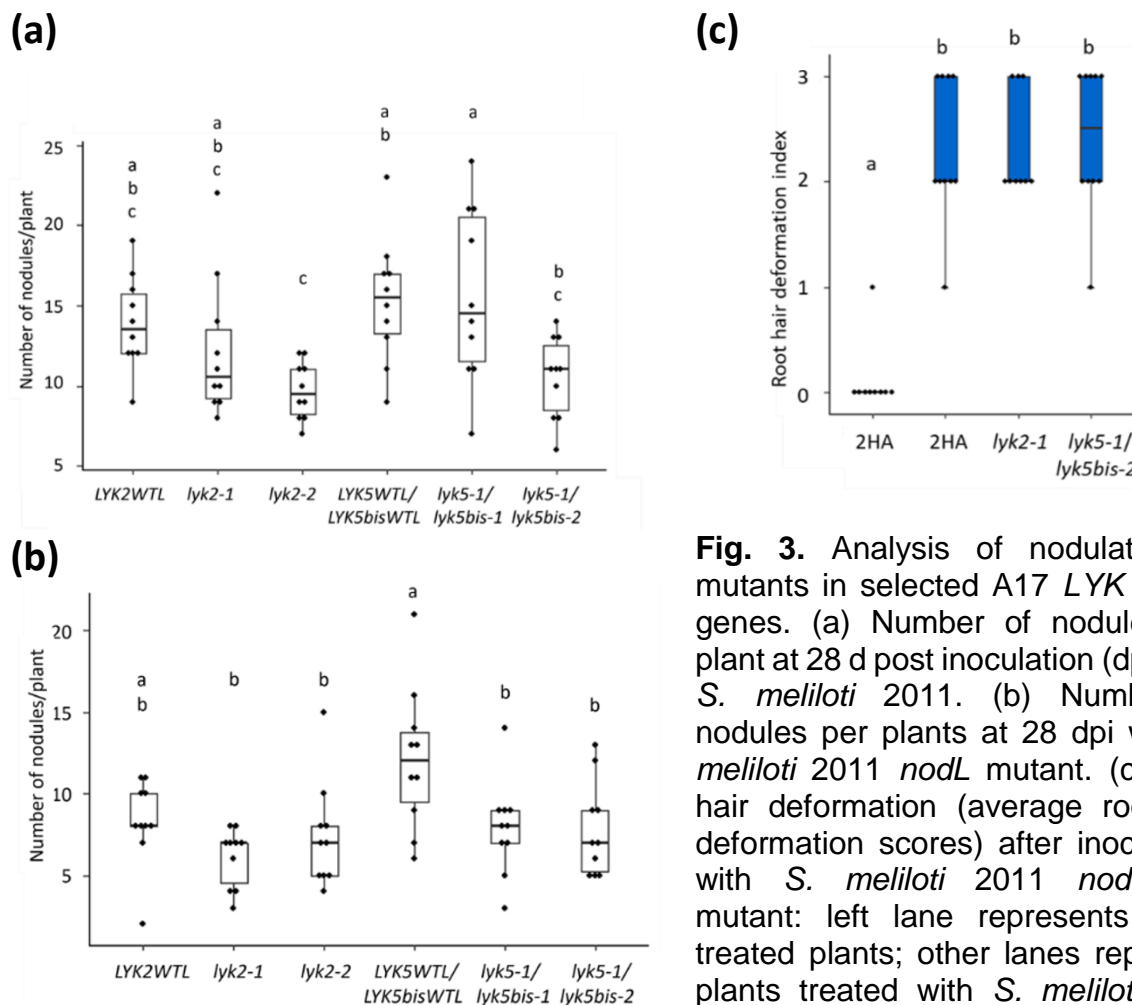 (a)
Number of nodules/plant
25
20
15
10
5
a
b
c
a
b
c
c
a
b
a
b
c
LYK2WTL lyk2-1 lyk2-2 LYK5WTL/ lyk5-1/ lyk5-1/
LYK5bisWTL lyk5bis-1 lyk5bis-2
(b)
Number of nodules/plant
20
15
10
5
a
b
b
b
a
b
b
LYK2WTL lyk2-1 lyk2-2 LYK5WTL/ lyk5-1/ lyk5-1/
LYK5bisWTL lyk5bis-1 lyk5bis-2
(c)
Root hair deformation index
3
2
1
0
a
b
b
b
2HA 2HA lyk2-1 lyk5-1/
lyk5bis-2
Fig. 3. Analysis of nodulat
mutants in selected A17 LYK
genes. (a) Number of nodul
plant at 28 d post inoculation (dp
S. meliloti 2011. (b) Numb
nodules per plants at 28 dpi
meliloti 2011 nodL mutant. (c
hair deformation (average roo
deformation scores) after inoc
with S. meliloti 2011 nod
mutant: left lane represents
treated plants; other lanes rep
plants treated with S. melilot